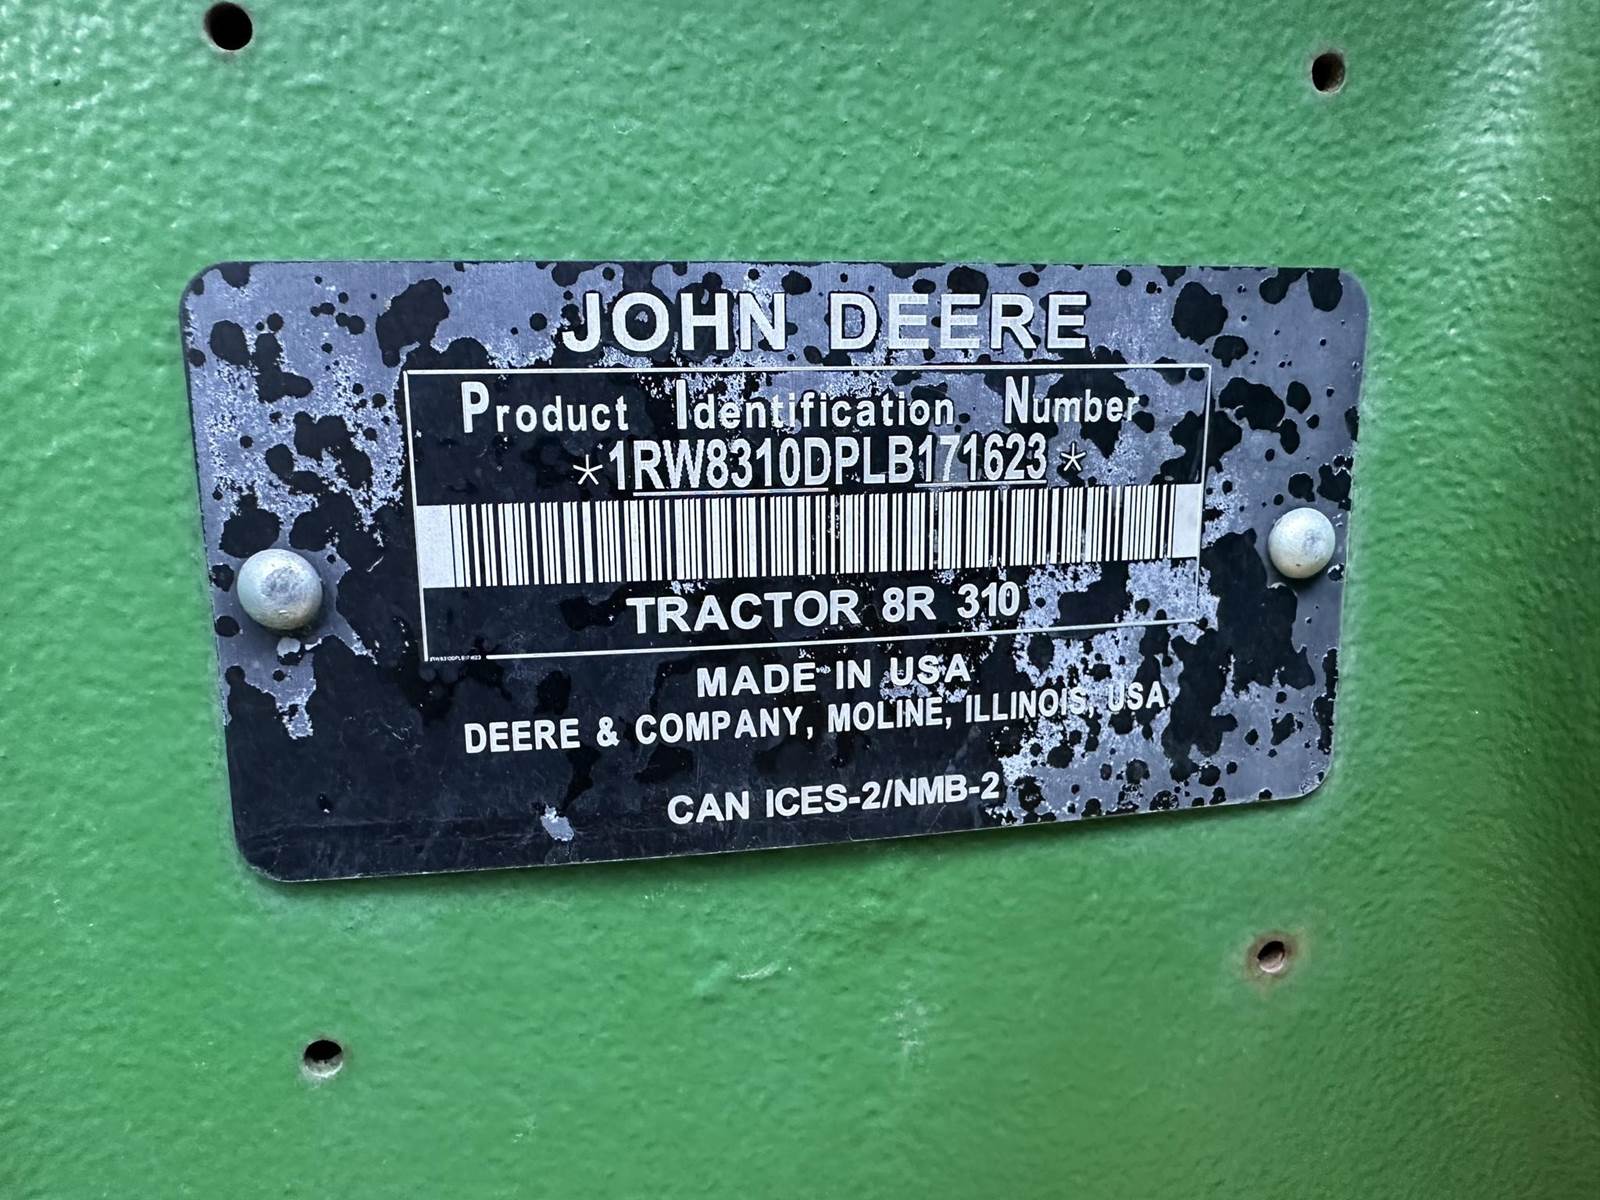 JOHN DEERE
Product Identification Number
*1RW8310DPLB171623*
TRACTOR 8R 310
1RW8310DPLB171623
MADE IN USA
DEERE & COMPANY, MOLINE, ILLINOIS, USA
CAN ICES-2/NMB-2